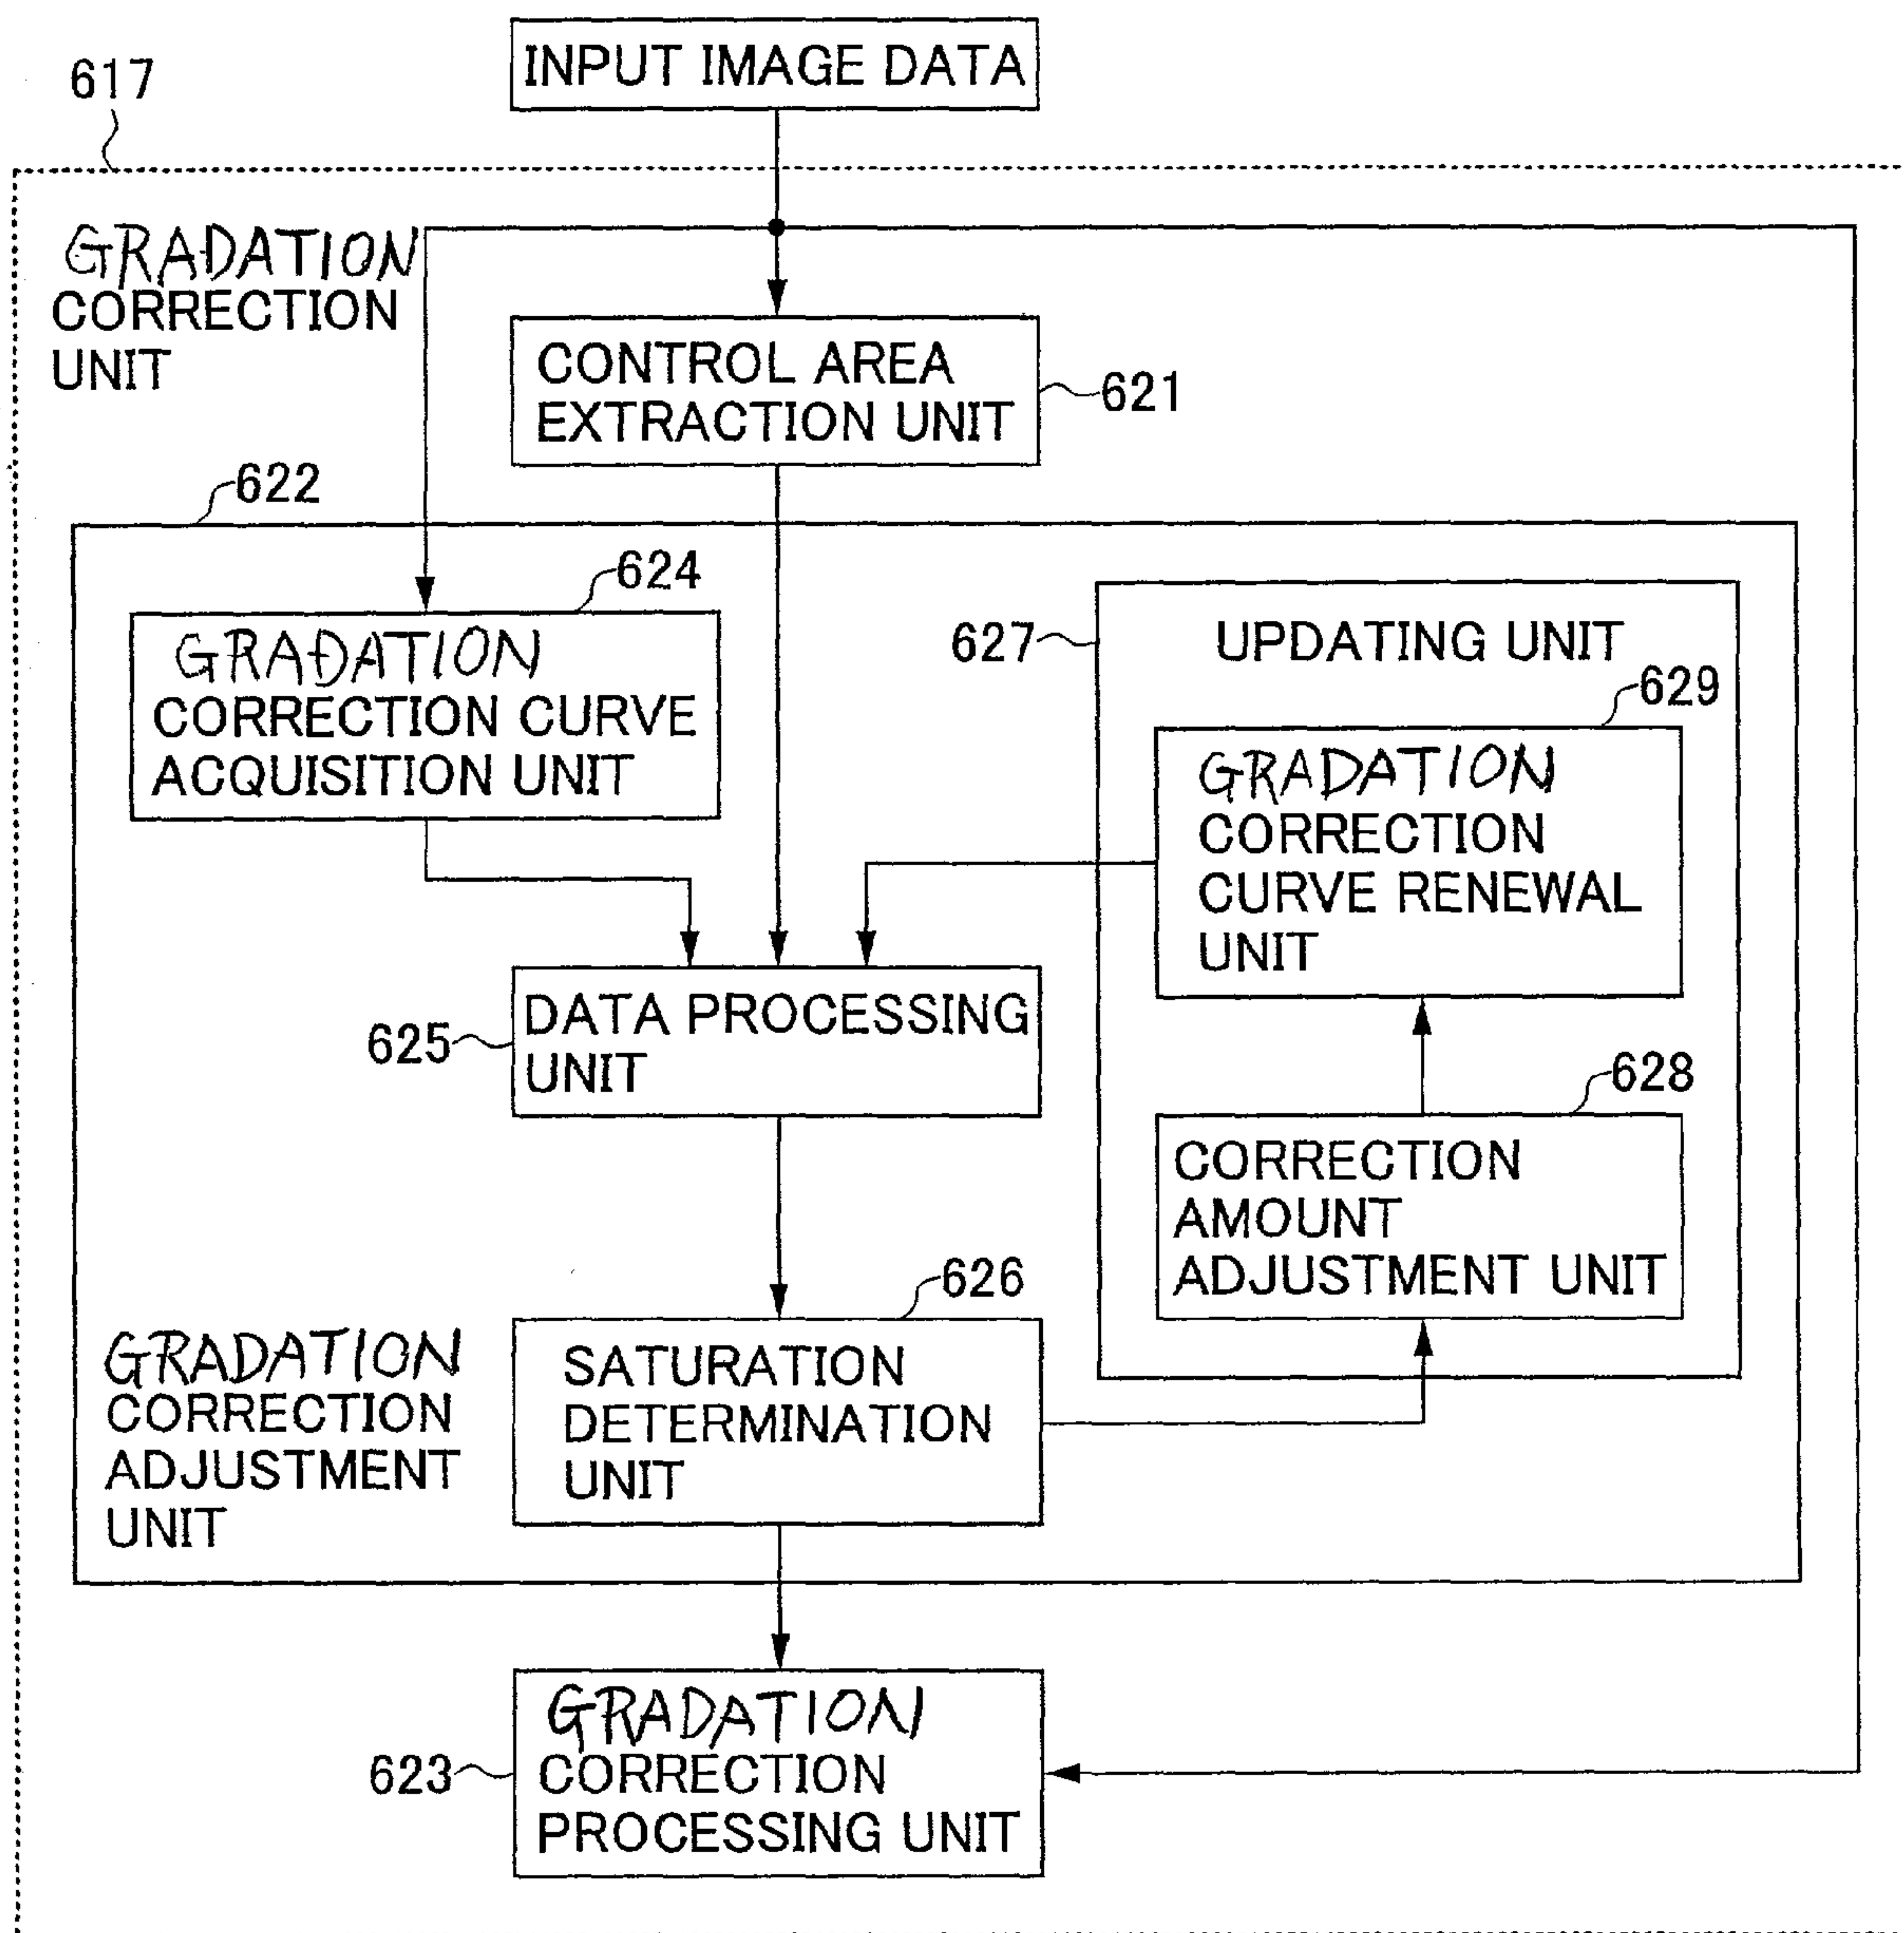 INPUT IMAGE DATA
617
GRADATION
CORRECTION
UNIT
CONTROL AREA
EXTRACTION UNIT
621
622
624
GRADATION
CORRECTION CURVE
ACQUISITION UNIT
627
UPDATING UNIT
629
GRADATION
CORRECTION
CURVE RENEWAL
UNIT
625
DATA PROCESSING
UNIT
628
CORRECTION
AMOUNT
ADJUSTMENT UNIT
626
SATURATION
DETERMINATION
UNIT
GRADATION
CORRECTION
ADJUSTMENT
UNIT
623
GRADATION
CORRECTION
PROCESSING UNIT